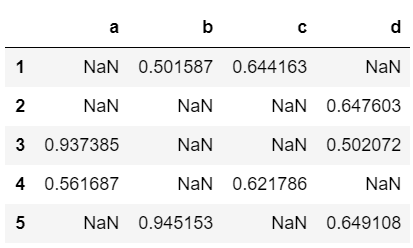 a b c d
1 NaN 0.501587 0.644163 NaN
2 NaN NaN NaN 0.647603
3 0.937385 NaN NaN 0.502072
4 0.561687 NaN 0.621786 NaN
5 NaN 0.945153 NaN 0.649108